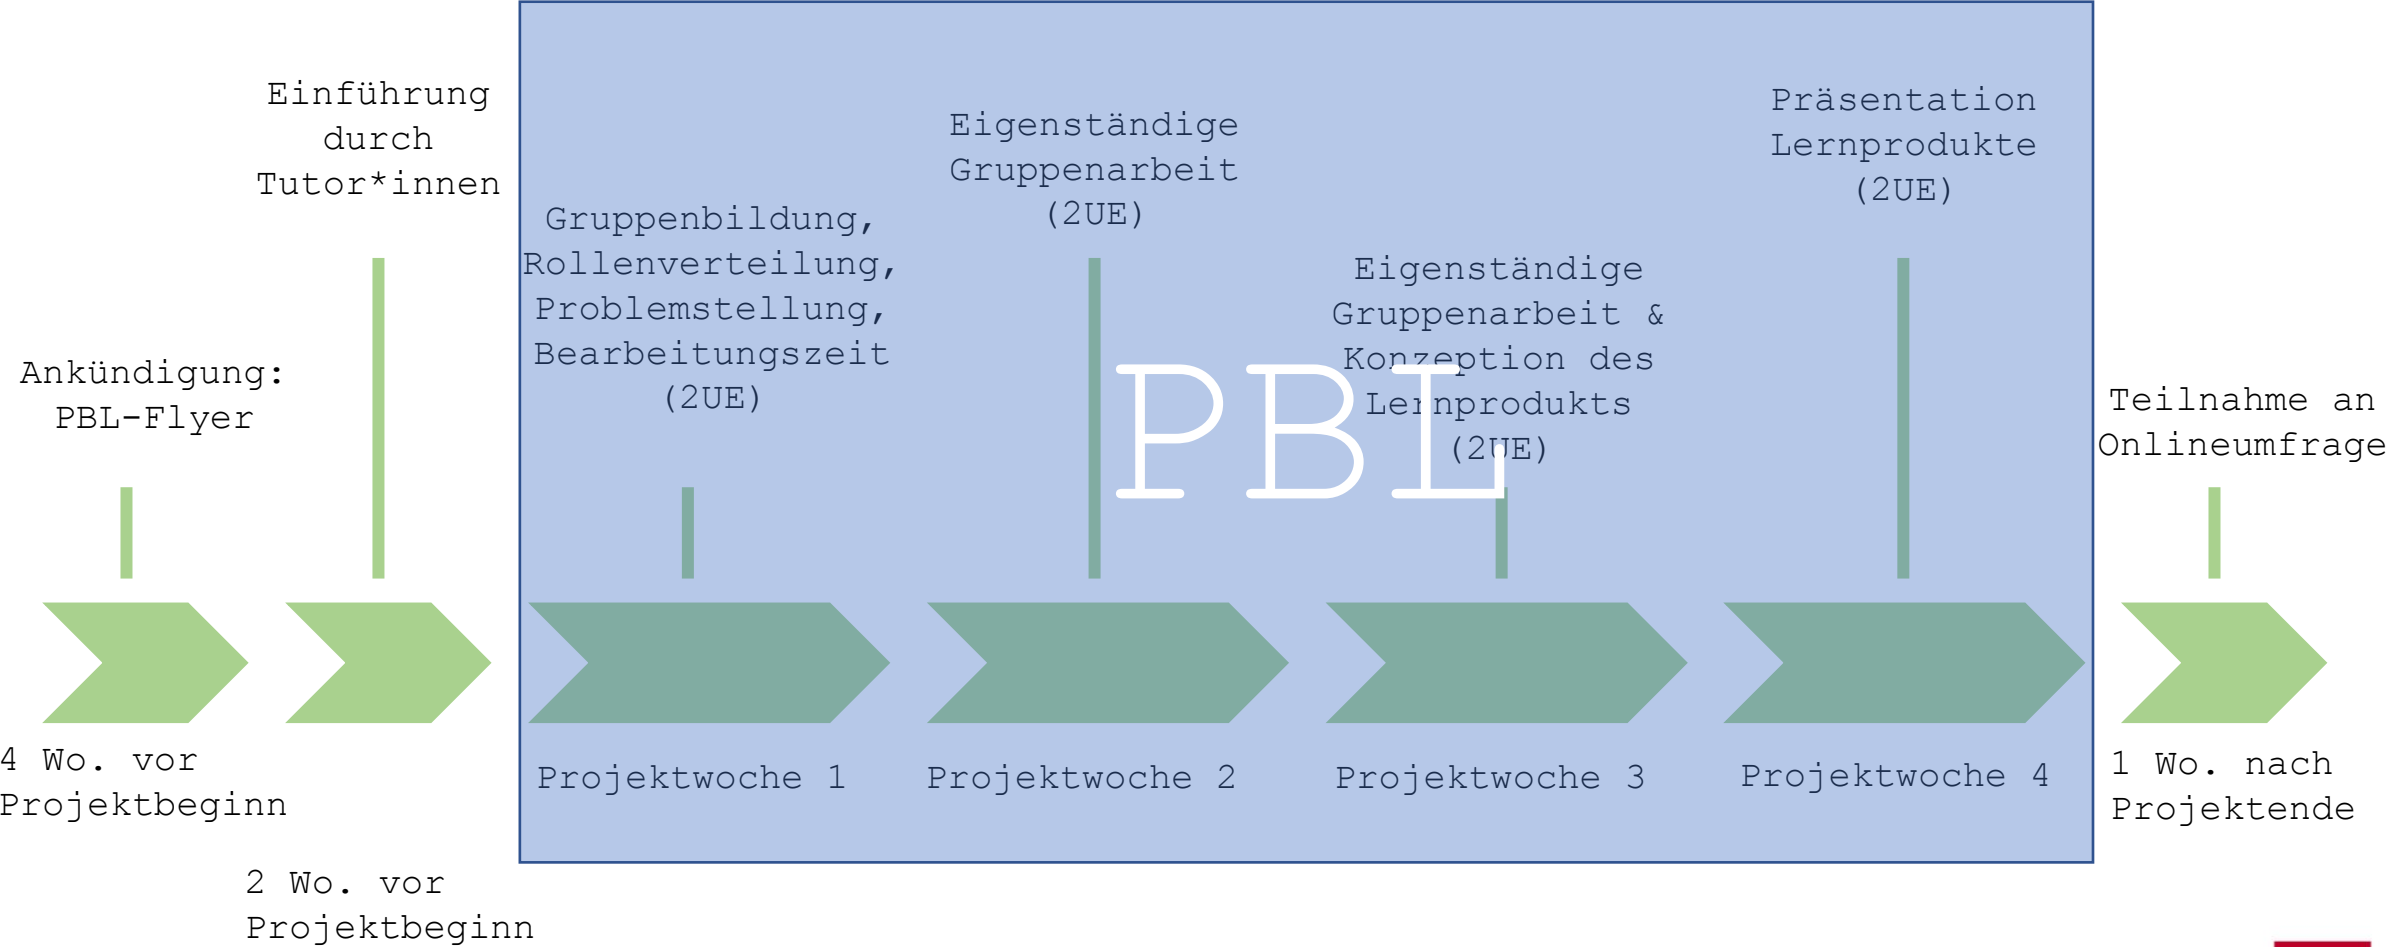 Ankündigung:
PBL-Flyer
Einführung
durch
Tutor*innen
Gruppenbildung,
Rollenverteilung,
Problemstellung,
Bearbeitungszeit
(2UE)
Eigenständige
Gruppenarbeit
(2UE)
Eigenständige
Gruppenarbeit &
Konzeption des
Lernprodukts
(2UE)
Präsentation
Lernprodukte
(2UE)
Teilnahme an
Onlineumfrage
PBL
4 Wo. vor
Projektbeginn
2 Wo. vor
Projektbeginn
Projektwoche 1
Projektwoche 2
Projektwoche 3
Projektwoche 4
1 Wo. nach
Projektende